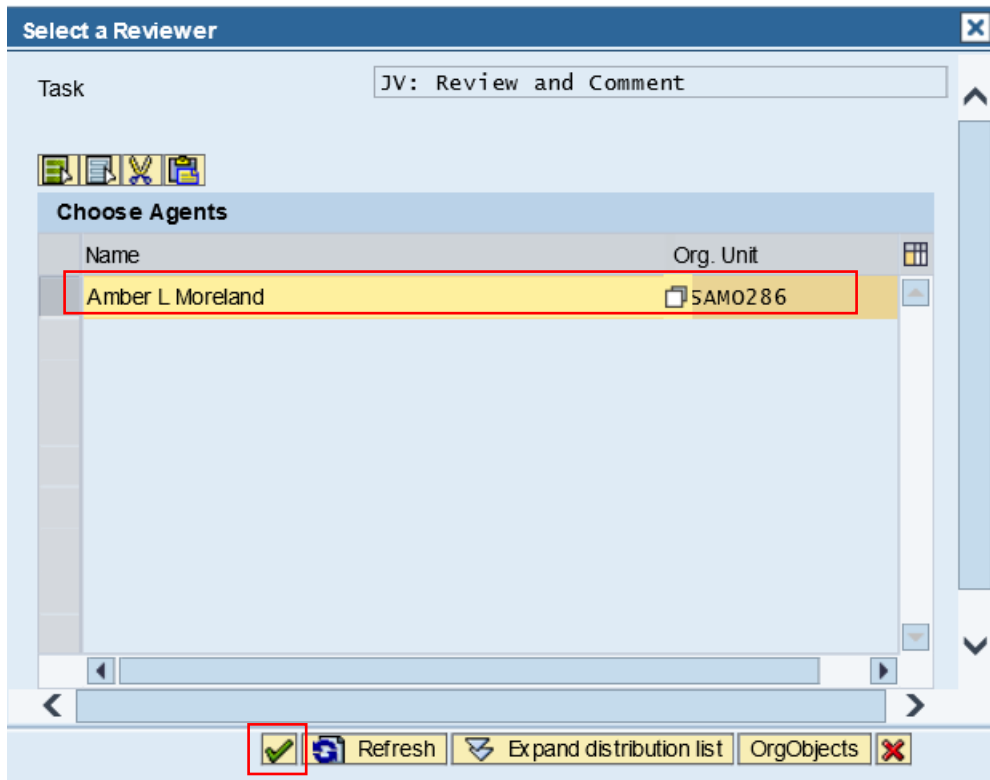 Select a Reviewer
Task JV: Review and Comment
Choose Agents
Name Org. Unit
Amber L Moreland SAMO286
Refresh Expand distribution list OrgObjects